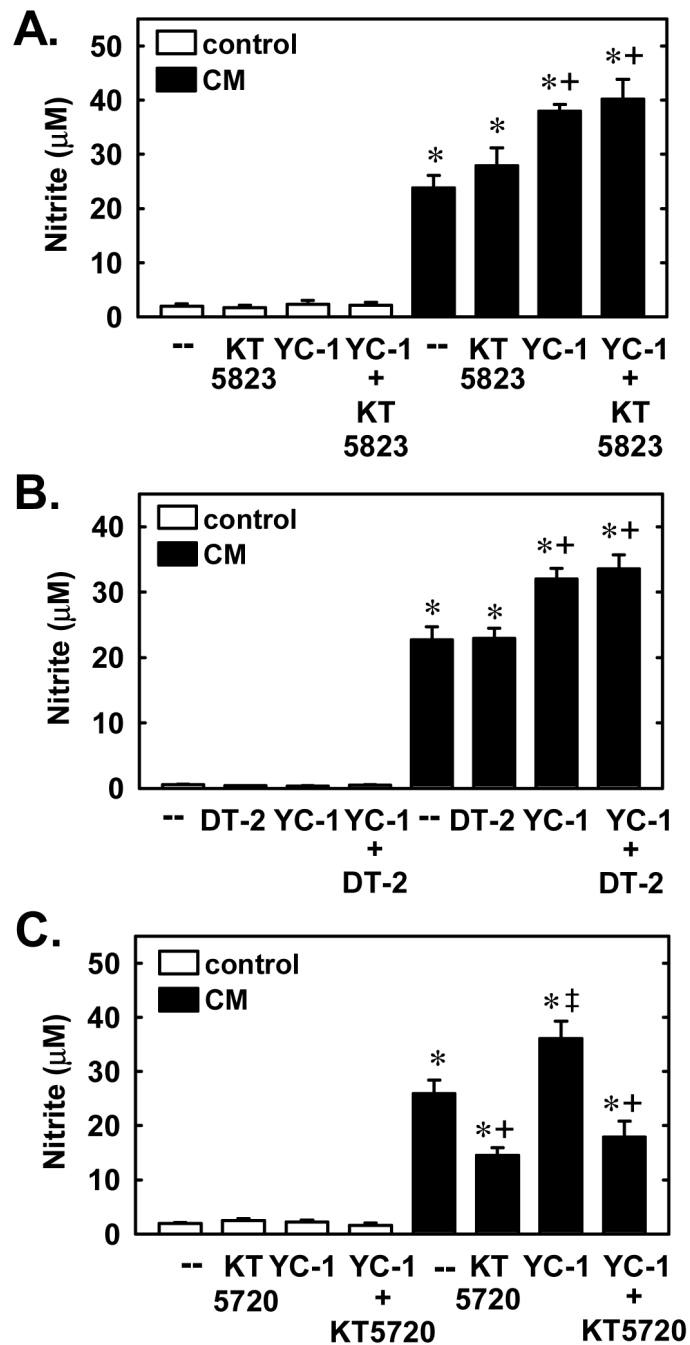 A.
control
CM
Nitrite (μM)
50
40
30
20
10
0
* * *+ *+
-- KT YC-1 YC-1 -- KT YC-1 YC-1
5823 + 5823 +
KT KT
5823 5823
B.
control
CM
Nitrite (μM)
40
30
20
10
0
* * *+ *+
-- DT-2 YC-1 YC-1 -- DT-2 YC-1 YC-1
+ +
DT-2 DT-2
C.
control
CM
Nitrite (μM)
50
40
30
20
10
0
* *+ *‡ *+
-- KT YC-1 YC-1 -- KT YC-1 YC-1
5720 + 5720 +
KT5720 KT5720